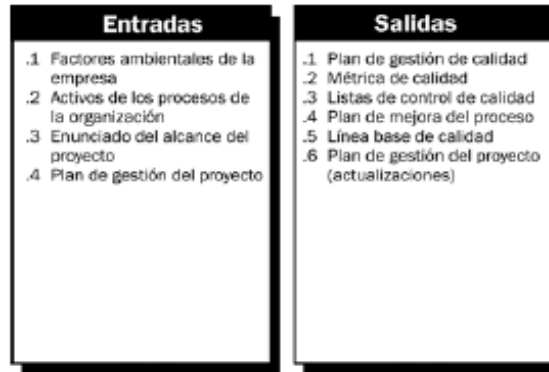 Entradas
.1 Factores ambientales de la
empresa
.2 Activos de los procesos de
la organización
.3 Enunciado del alcance del
proyecto
.4 Plan de gestión del proyecto
Salidas
.1 Plan de gestión de calidad
.2 Métrica de calidad
.3 Listas de control de calidad
.4 Plan de mejora del proceso
.5 Línea base de calidad
.6 Plan de gestión del proyecto
(actualizaciones)